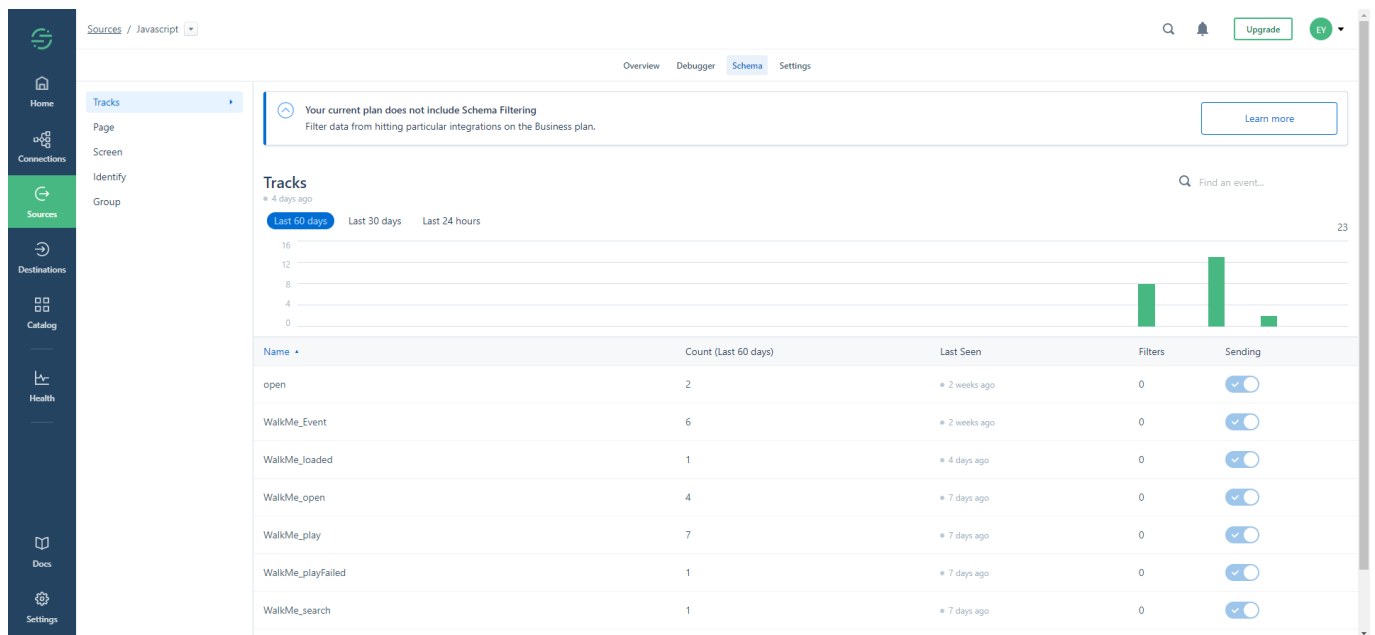 Sources / Javascript
Upgrade
EY
Overview Debugger Schema Settings
Home
Connections
Sources
Destinations
Catalog
Health
Docs
Settings
Tracks
Page
Screen
Identify
Group
Your current plan does not include Schema Filtering
Filter data from hitting particular integrations on the Business plan.
Learn more
Tracks
4 days ago
Find an event...
Last 60 days Last 30 days Last 24 hours
23
16
12
8
4
0
Name Count (Last 60 days) Last Seen Filters Sending
open 2 2 weeks ago 0
WalkMe_Event 6 2 weeks ago 0
WalkMe_loaded 1 4 days ago 0
WalkMe_open 4 7 days ago 0
WalkMe_play 7 7 days ago 0
WalkMe_playFailed 1 7 days ago 0
WalkMe_search 1 7 days ago 0